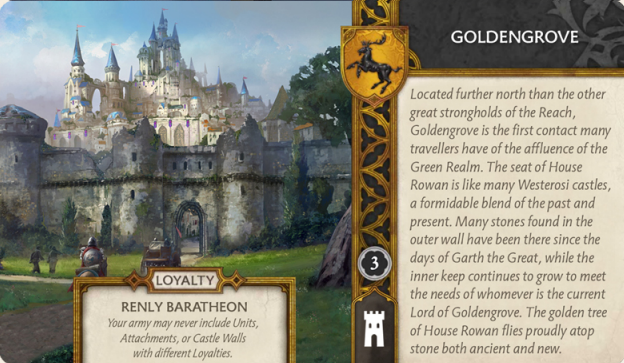 GOLDENGROVE
Located further north than the other
great strongholds of the Reach,
Goldengrove is the first contact many
travellers have of the affluence of the
Green Realm. The seat of House
Rowan is like many Westerosi castles,
a formidable blend of the past and
present. Many stones found in the
outer wall have been there since the
days of Garth the Great, while the
inner keep continues to grow to meet
the needs of whomever is the current
Lord of Goldengrove. The golden tree
of House Rowan flies proudly atop
stone both ancient and new.
3
LOYALTY
RENLY BARATHEON
Your army may never include Units,
Attachments, or Castle Walls
with different Loyalties.